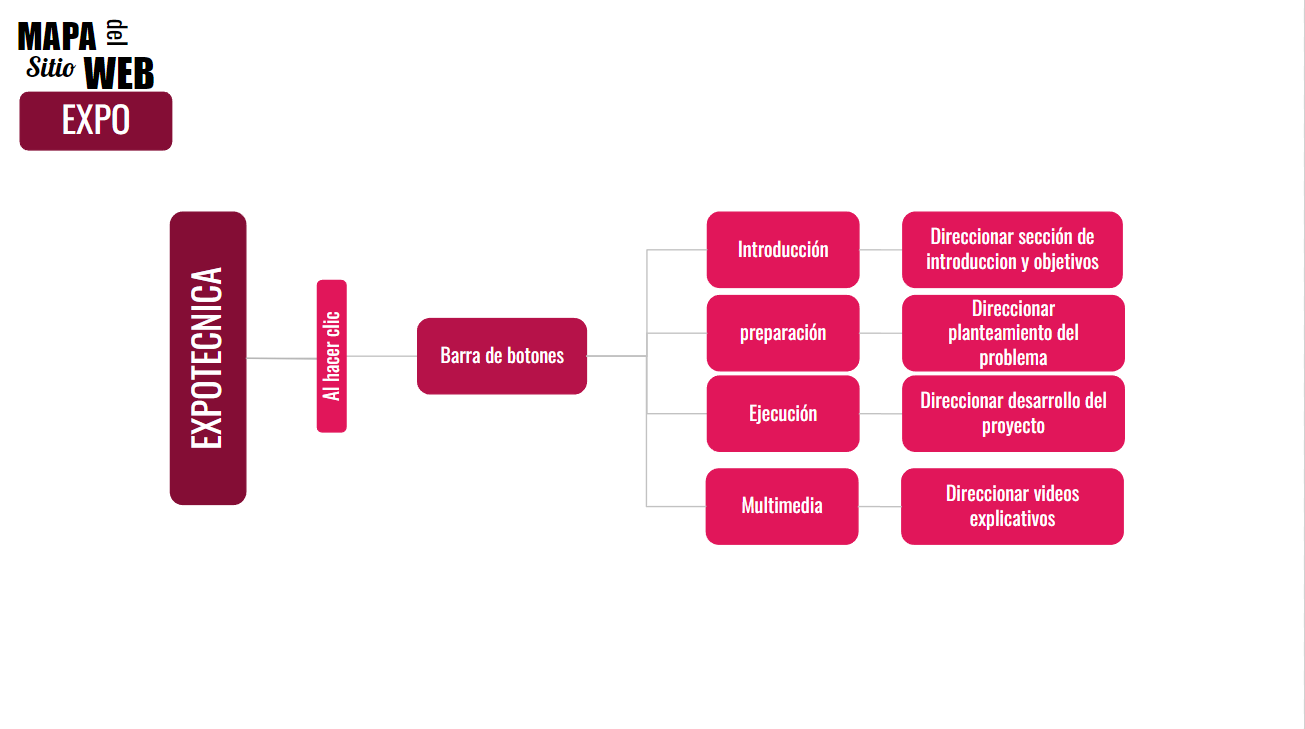 MAPA del
Sitio WEB
EXPO
EXPOTECNICA
Al hacer clic
Barra de botones
Introducción
Direccionar sección de
introduccion y objetivos
preparación
Direccionar
planteamiento del
problema
Ejecución
Direccionar desarrollo del
proyecto
Multimedia
Direccionar videos
explicativos